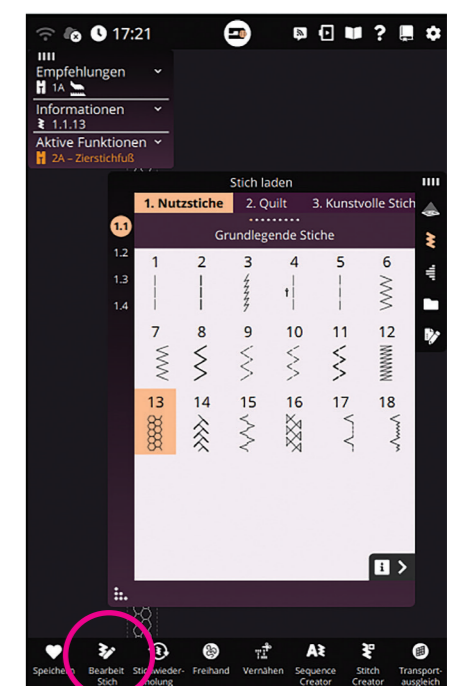 17:21
Empfehlungen
1A
Informationen
1.1.13
Aktive Funktionen
2A – Zierstichfuß
Stich laden
1. Nutzstiche 2. Quilt 3. Kunstvolle Stich
Grundlegende Stiche
1.1
1.2
1.3
1.4
1 2 3 4 5 6
7 8 9 10 11 12
13 14 15 16 17 18
Speichern Bearbeit Stich Stichwieder-holung Freihand Vernähen Sequence Creator Stitch Creator Transport-ausgleich